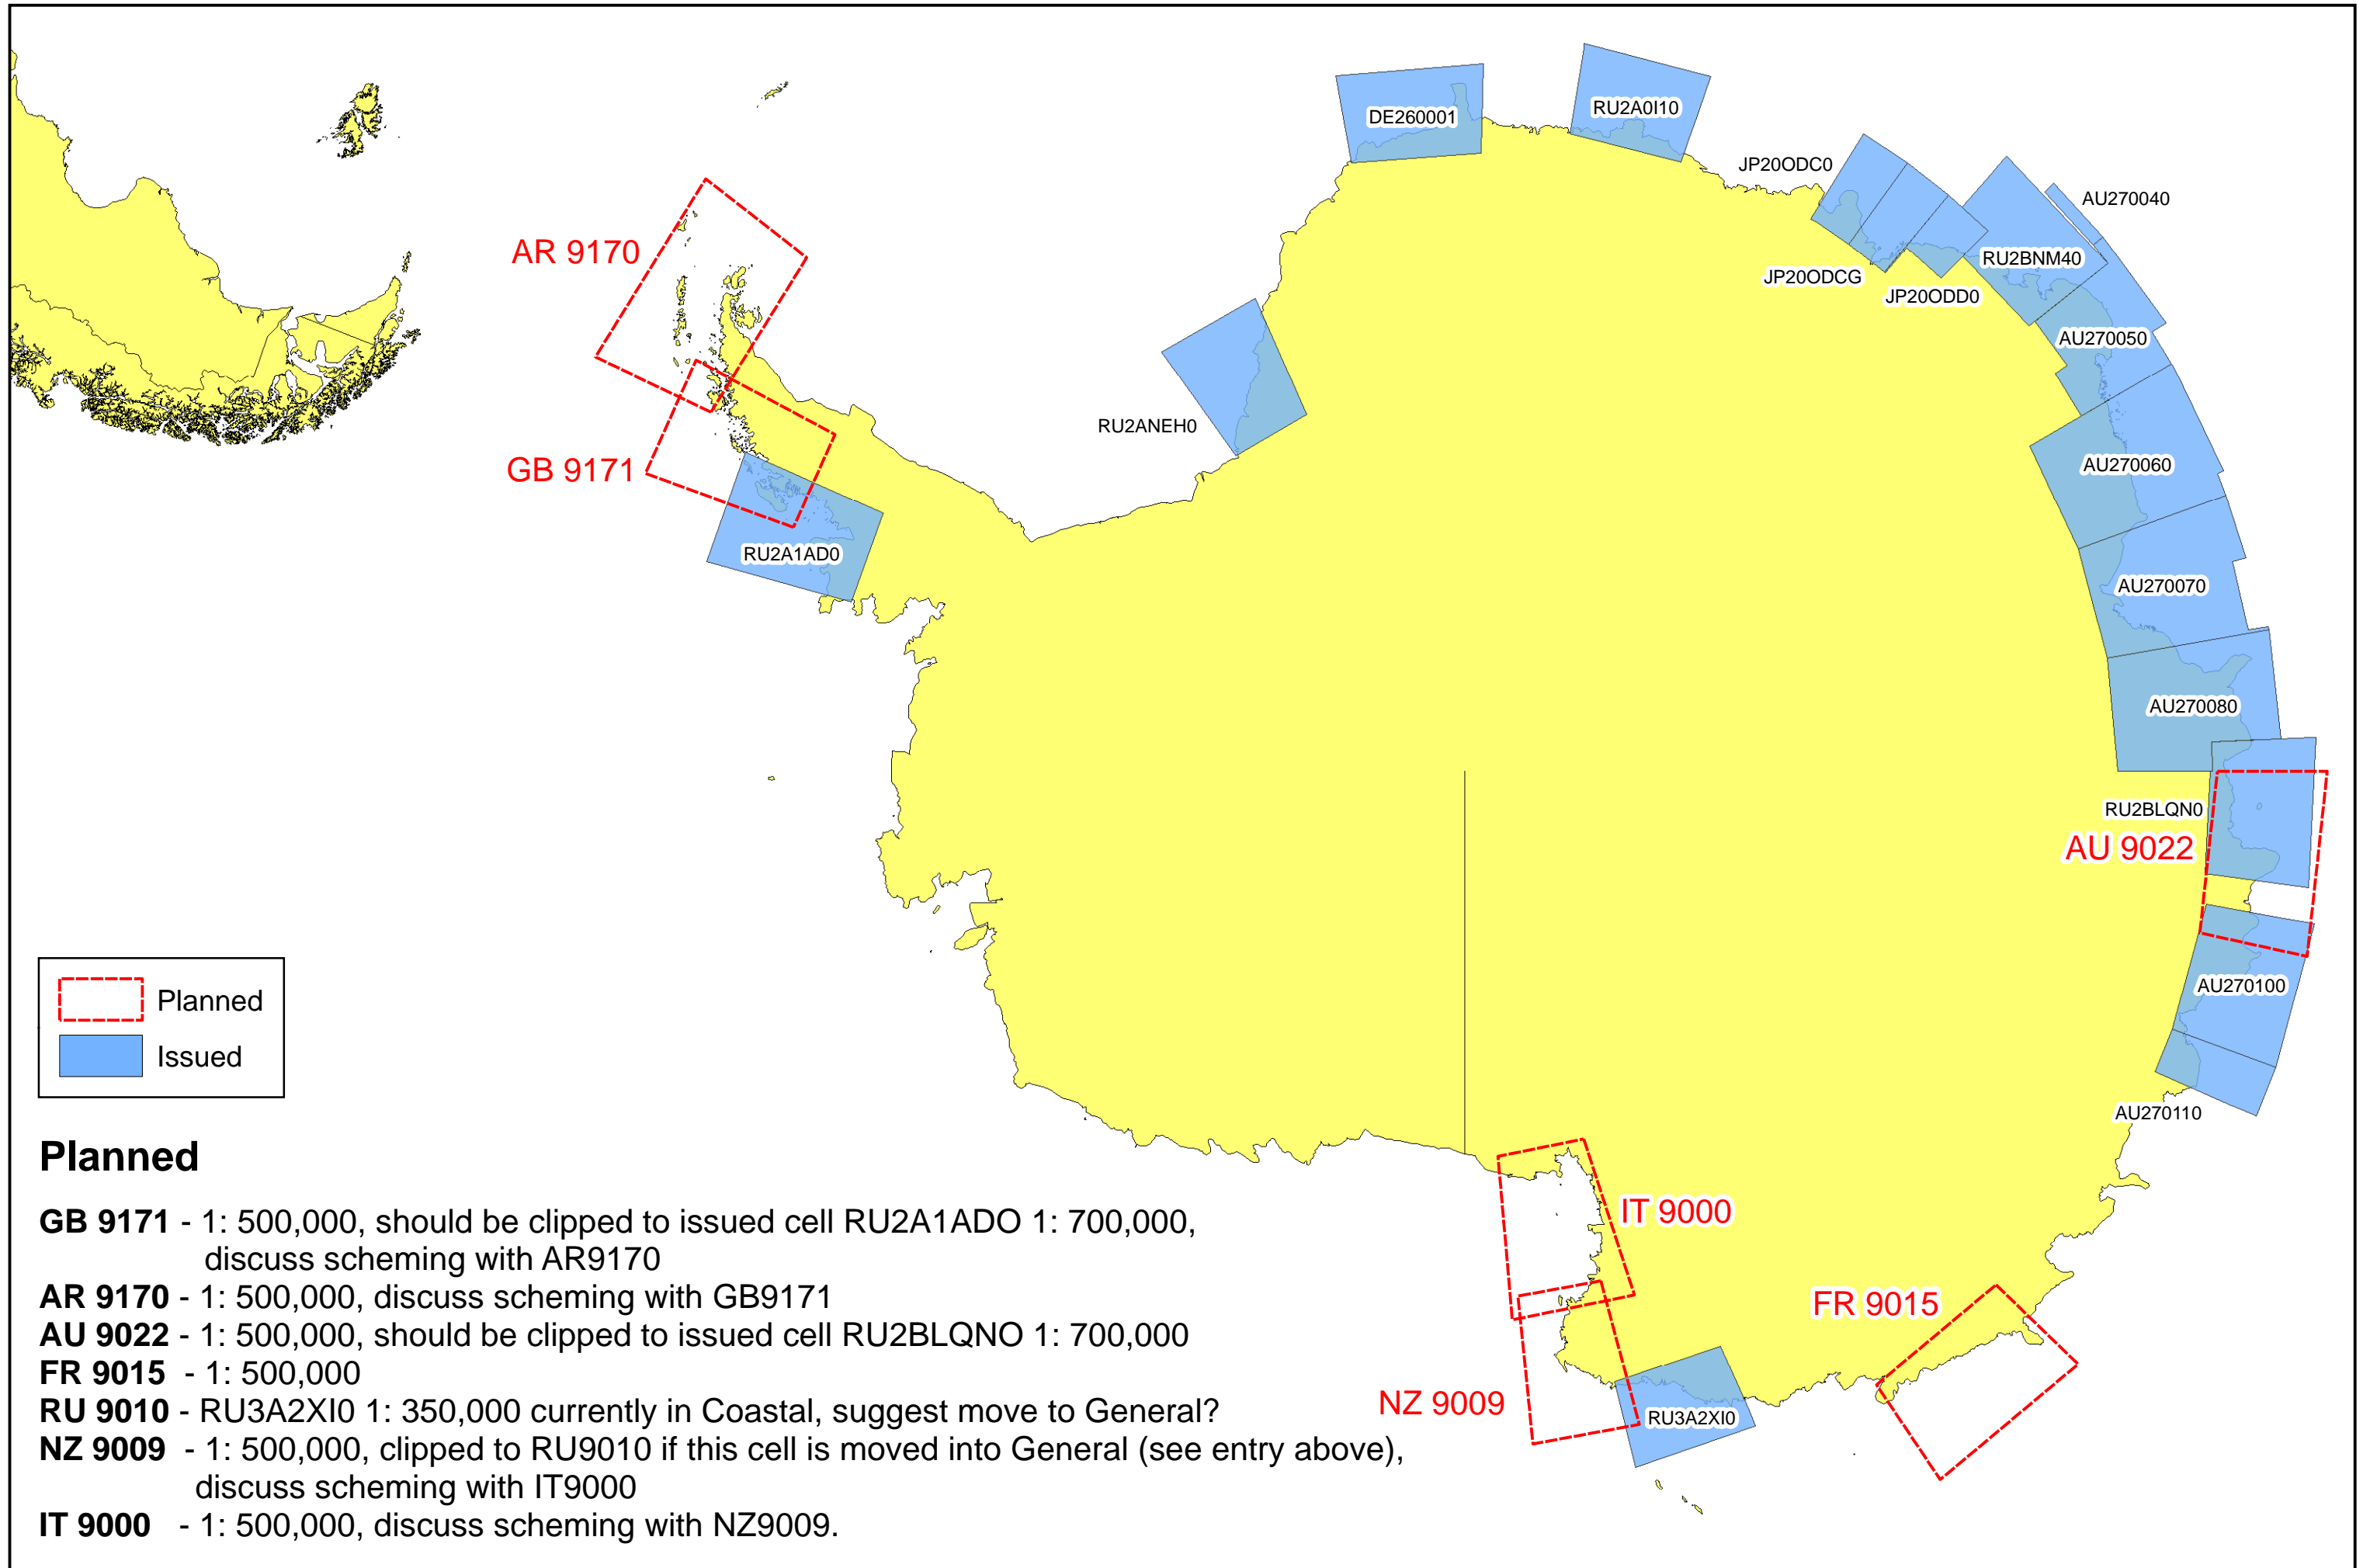 DE260001
RU2A0I10
JP20ODC0
AU270040
AR 9170
RU2BNM40
JP20ODCG
JP20ODD0
AU270050
RU2ANEH0
GB 9171
AU270060
RU2A1AD0
AU270070
AU270080
RU2BLQN0
AU 9022
AU270100
AU270110
Planned
Issued
IT 9000
FR 9015
NZ 9009
RU3A2XI0
Planned
GB 9171 - 1: 500,000, should be clipped to issued cell RU2A1ADO 1: 700,000,
discuss scheming with AR9170
AR 9170 - 1: 500,000, discuss scheming with GB9171
AU 9022 - 1: 500,000, should be clipped to issued cell RU2BLQNO 1: 700,000
FR 9015 - 1: 500,000
RU 9010 - RU3A2XI0 1: 350,000 currently in Coastal, suggest move to General?
NZ 9009 - 1: 500,000, clipped to RU9010 if this cell is moved into General (see entry above),
discuss scheming with IT9000
IT 9000 - 1: 500,000, discuss scheming with NZ9009.